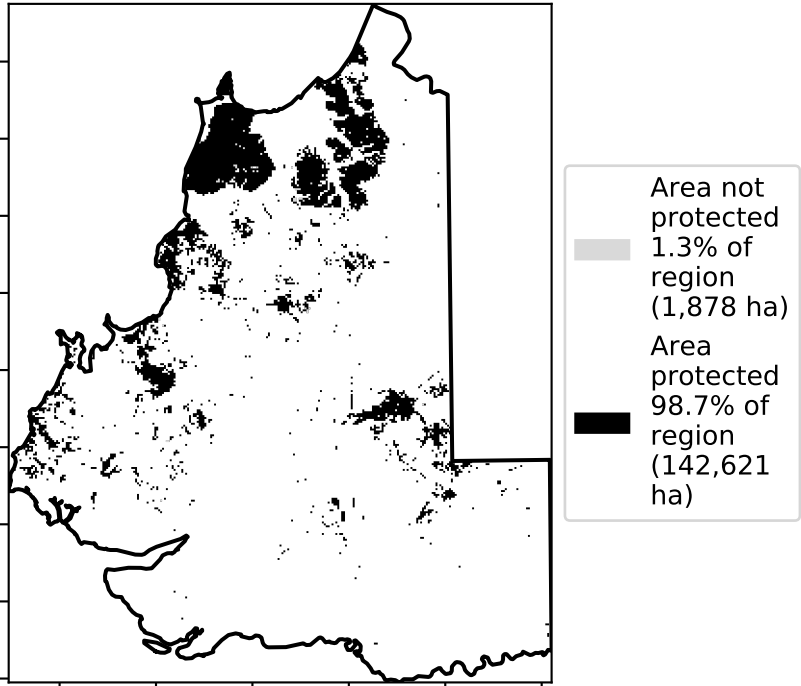 Area not
protected
1.3% of
region
(1,878 ha)
Area
protected
98.7% of
region
(142,621
ha)